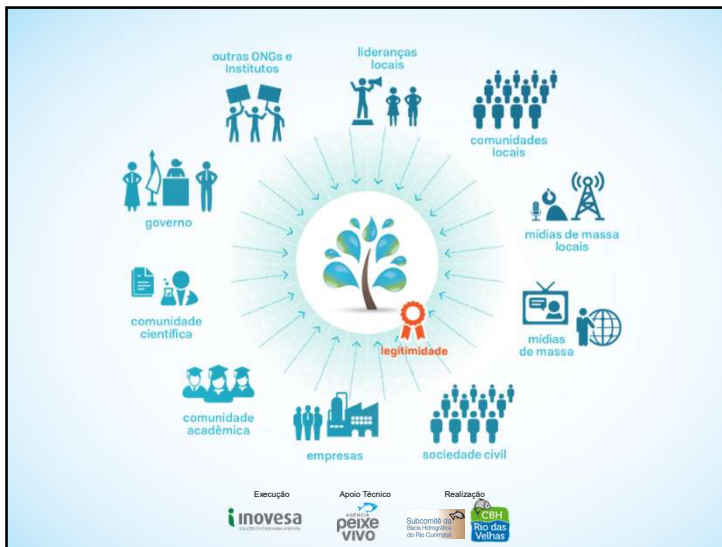 outras ONGs e
Institutos
lideranças
locais
comunidades
locais
governo
mídias de massa
locais
comunidade
científica
mídias
de massa
legitimidade
comunidade
acadêmica
empresas
sociedade civil
Execução
Apoio Técnico
Realização
inovesa
AGÊNCIA
peixe
vivo
Subcomitê da
Bacia Hidrográfica
do Rio Curimataí
CBH
Rio das
Velhas